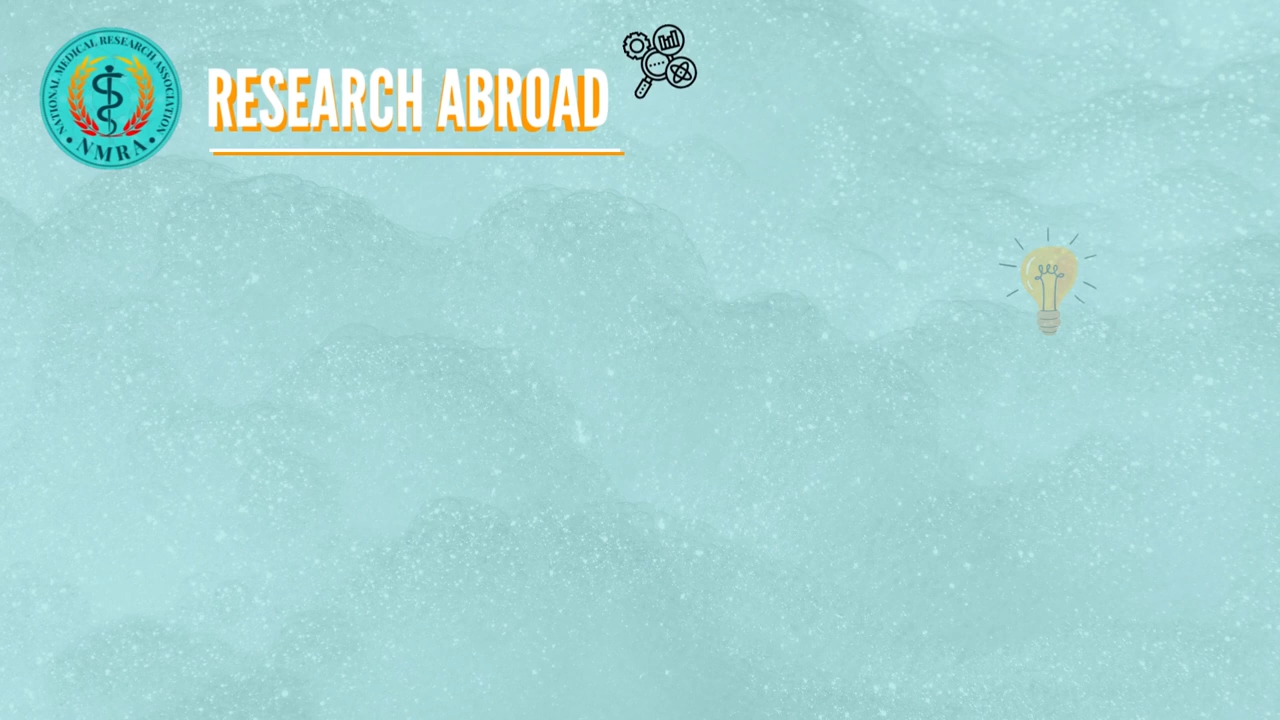 NATIONAL MEDICAL RESEARCH ASSOCIATION
• NMRA •
RESEARCH ABROAD